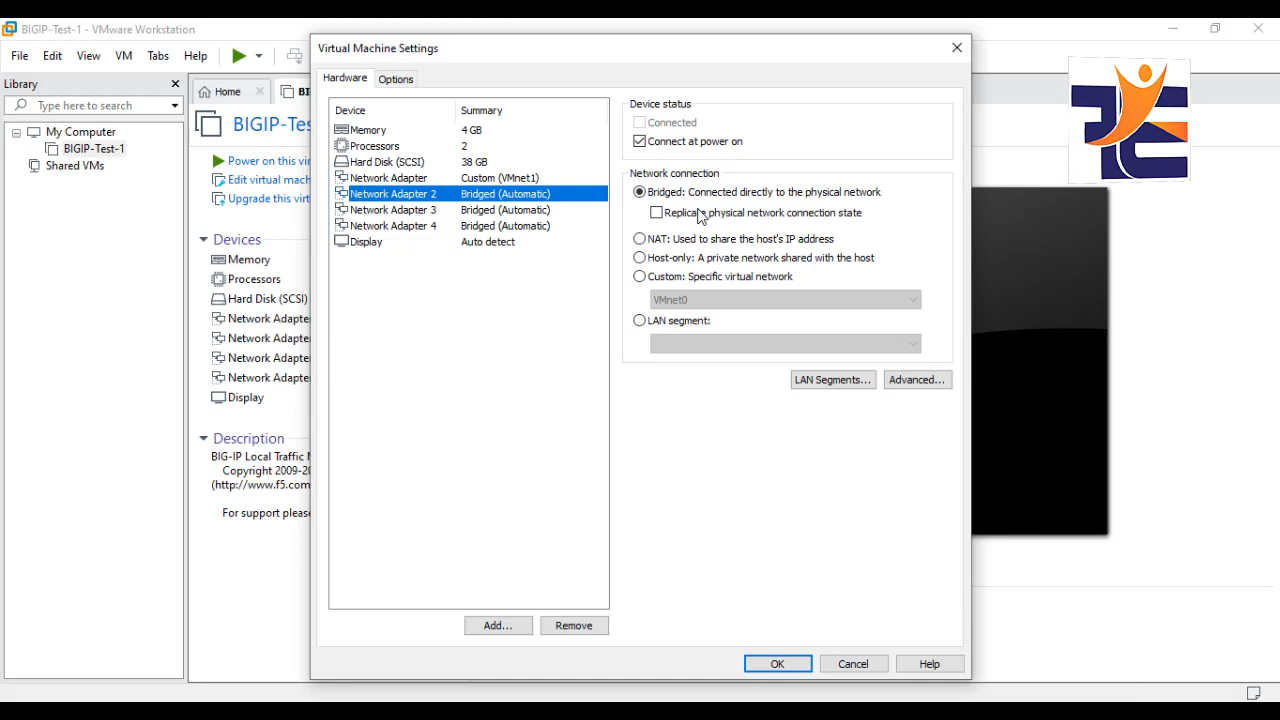 BIGIP-Test-1 - VMware Workstation
File Edit View VM Tabs Help
Library
Type here to search
My Computer
BIGIP-Test-1
Shared VMs
Home
BI
BIGIP-Tes
Power on this vir
Edit virtual mach
Upgrade this virt
Devices
Memory
Processors
Hard Disk (SCSI)
Network Adapte
Network Adapte
Network Adapte
Network Adapte
Display
Description
BIG-IP Local Traffic
Copyright 2009-20
(http://www.f5.com
For support please
Virtual Machine Settings
Hardware Options
Device Summary
Memory 4 GB
Processors 2
Hard Disk (SCSI) 38 GB
Network Adapter Custom (VMnet1)
Network Adapter 2 Bridged (Automatic)
Network Adapter 3 Bridged (Automatic)
Network Adapter 4 Bridged (Automatic)
Display Auto detect
Add... Remove
Device status
Connected
Connect at power on
Network connection
Bridged: Connected directly to the physical network
Replicate physical network connection state
NAT: Used to share the host's IP address
Host-only: A private network shared with the host
Custom: Specific virtual network
VMnet0
LAN segment:
LAN Segments... Advanced...
OK Cancel Help